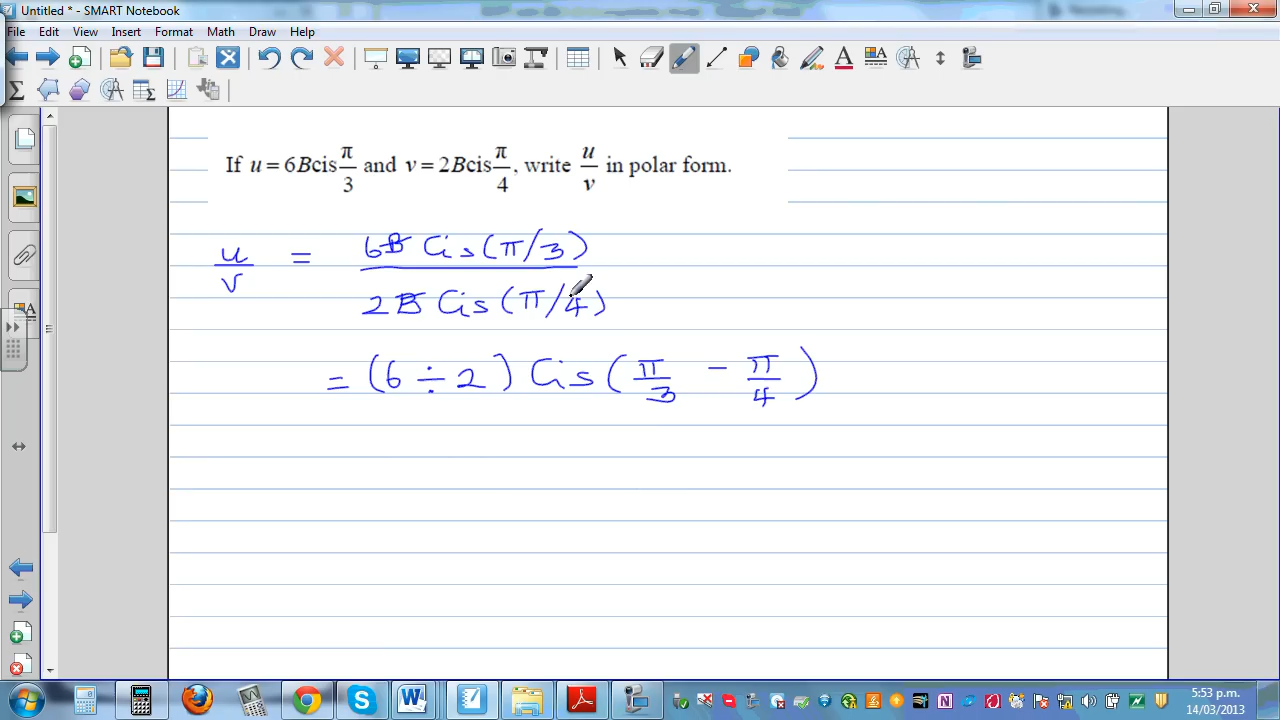 Untitled * - SMART Notebook
File Edit View Insert Format Math Draw Help
If u = 6Bcis π/3 and v = 2Bcis π/4, write u/v in polar form.
u/v = 6B Cis(π/3)
2B Cis(π/4)
= (6 ÷ 2) Cis(π/3 - π/4)
5:53 p.m.
14/03/2013